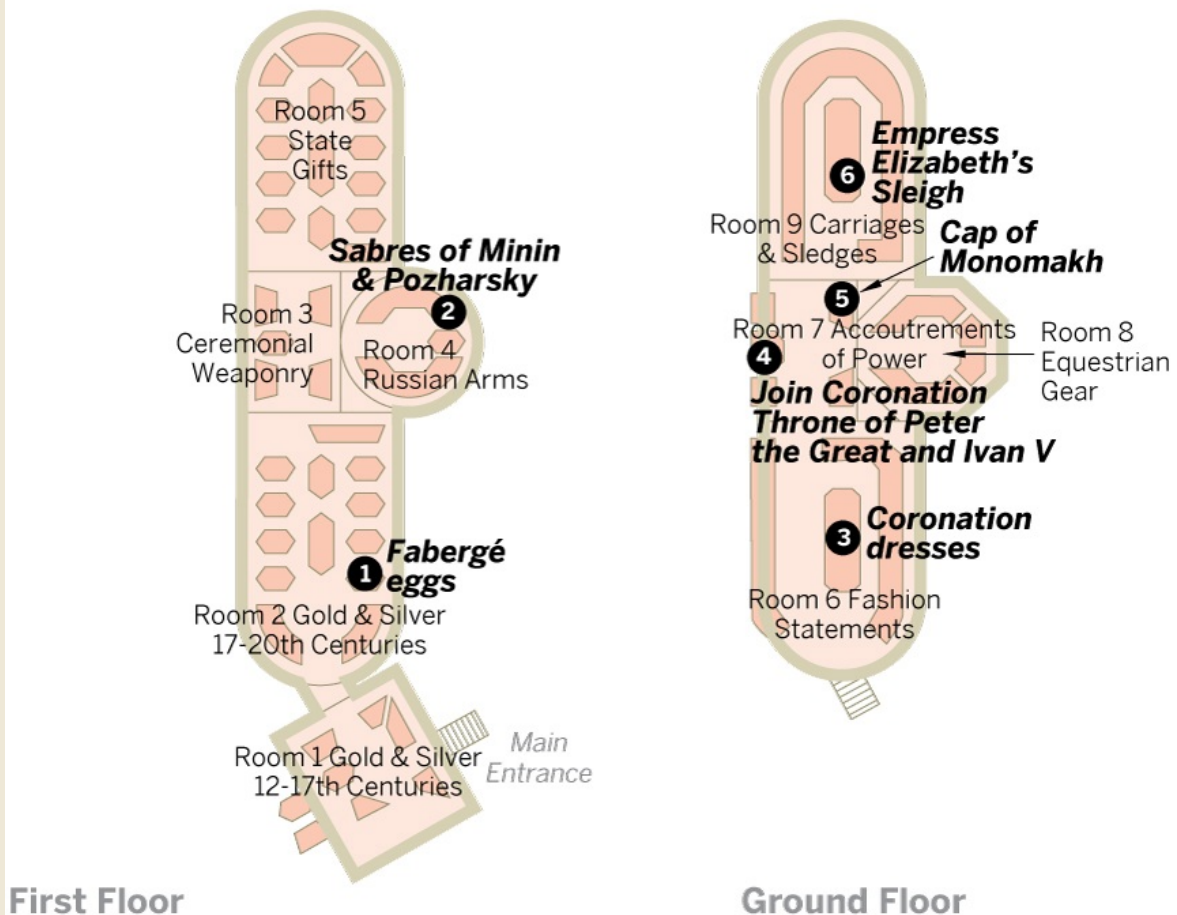 Room 5
State
Gifts
Sabres of Minin
& Pozharsky
2
Room 3
Ceremonial
Weaponry
Room 4
Russian Arms
Fabergé
eggs
1
Room 2 Gold & Silver
17-20th Centuries
Room 1 Gold & Silver
12-17th Centuries
Main
Entrance
First Floor
Empress
Elizabeth’s
Sleigh
6
Room 9 Carriages
& Sledges
Cap of
Monomakh
5
Room 7 Accoutrements
of Power
Room 8
Equestrian
Gear
4
Join Coronation
Throne of Peter
the Great and Ivan V
3
Coronation
dresses
Room 6 Fashion
Statements
Ground Floor